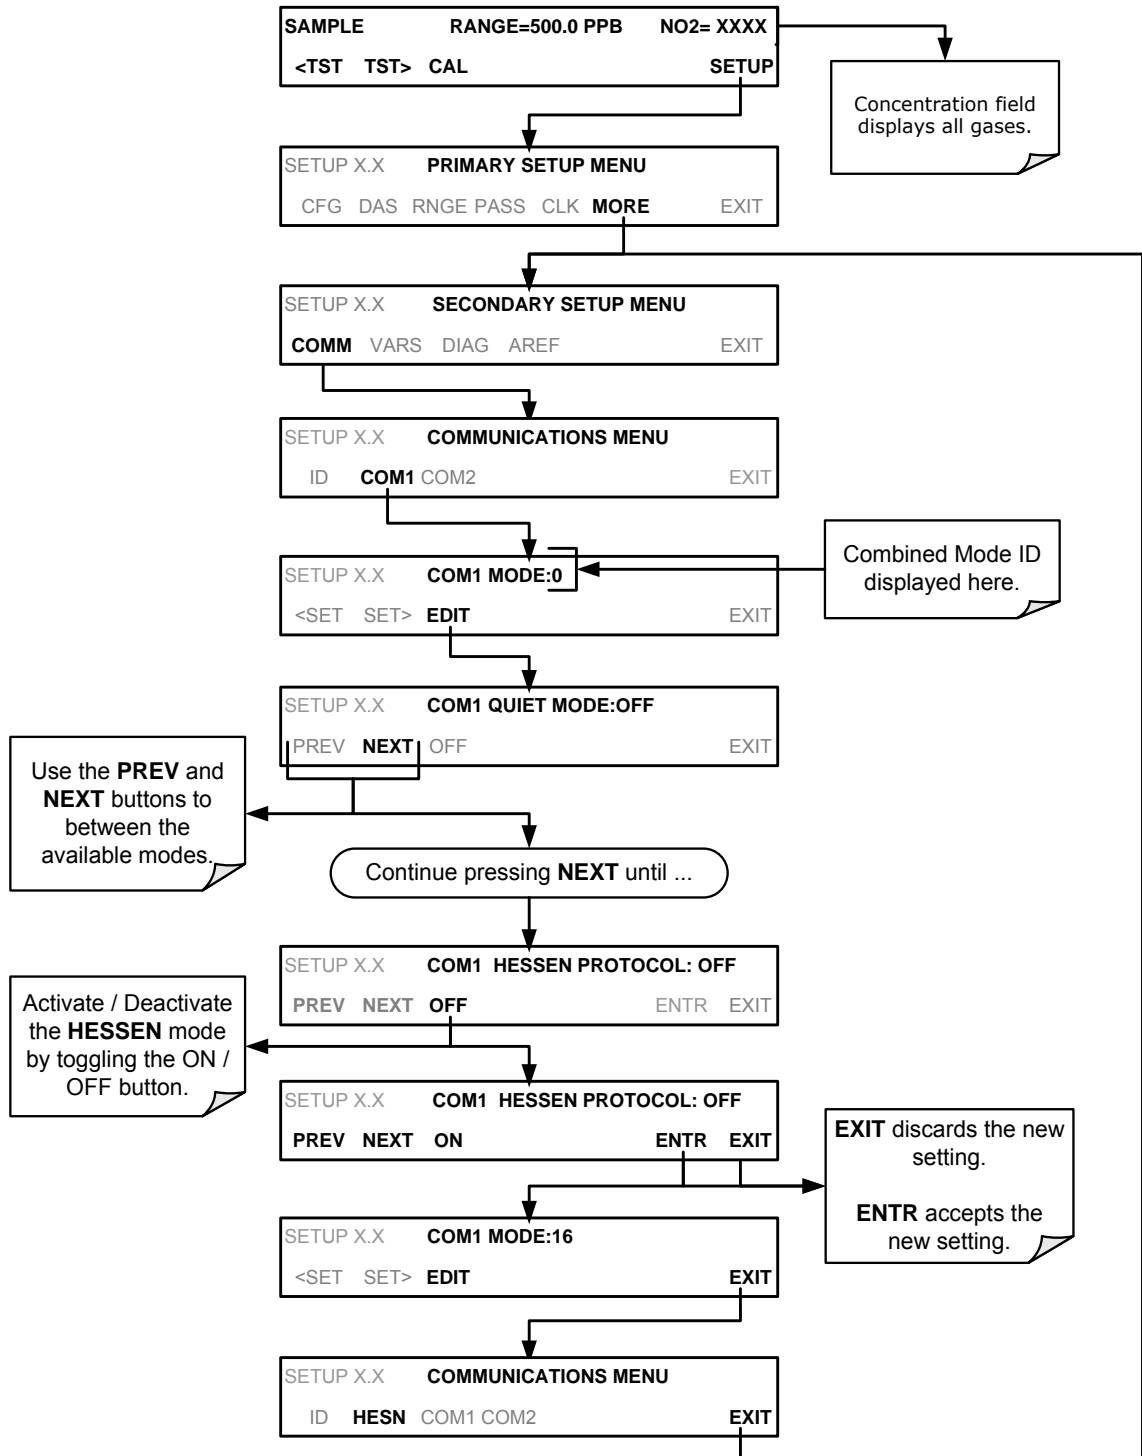 SAMPLE RANGE=500.0 PPB NO2= XXXX
<TST TST> CAL SETUP
Concentration field
displays all gases.
SETUP X.X PRIMARY SETUP MENU
CFG DAS RNGE PASS CLK MORE EXIT
SETUP X.X SECONDARY SETUP MENU
COMM VARS DIAG AREF EXIT
SETUP X.X COMMUNICATIONS MENU
ID COM1 COM2 EXIT
SETUP X.X COM1 MODE:0
<SET SET> EDIT EXIT
Combined Mode ID
displayed here.
SETUP X.X COM1 QUIET MODE:OFF
PREV NEXT OFF EXIT
Use the PREV and
NEXT buttons to
between the
available modes.
Continue pressing NEXT until ...
SETUP X.X COM1 HESSEN PROTOCOL: OFF
PREV NEXT OFF ENTR EXIT
Activate / Deactivate
the HESSEN mode
by toggling the ON /
OFF button.
SETUP X.X COM1 HESSEN PROTOCOL: OFF
PREV NEXT ON ENTR EXIT
EXIT discards the new
setting.
ENTR accepts the
new setting.
SETUP X.X COM1 MODE:16
<SET SET> EDIT EXIT
SETUP X.X COMMUNICATIONS MENU
ID HESN COM1 COM2 EXIT